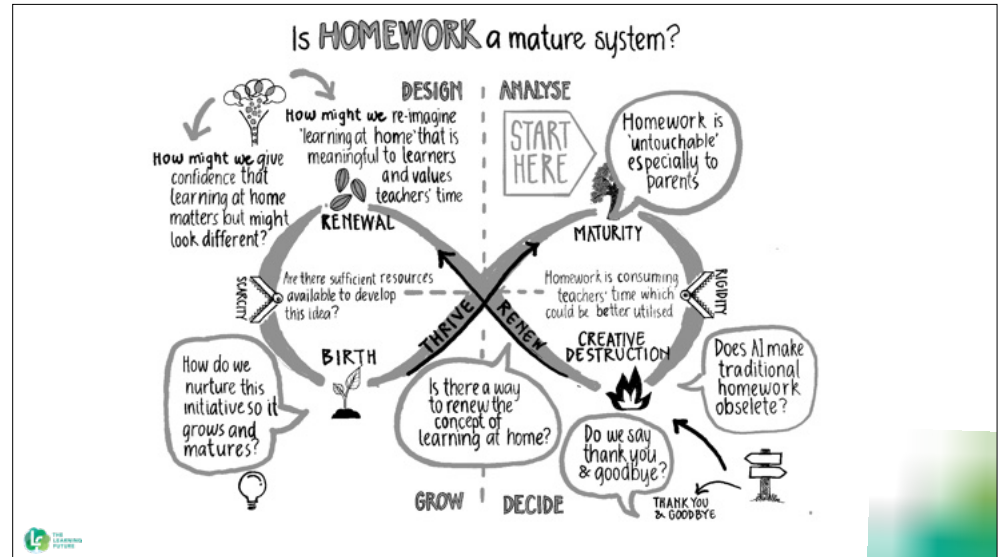 Is HOMEWORK a mature system?
DESIGN
ANALYSE
START
HERE
Homework is
'untouchable'
especially to
parents
How might we re-imagine
'learning at home' that is
meaningful to learners
and values
teachers' time
How might we give
confidence that
learning at home
matters but might
look different?
RENEWAL
MATURITY
SCARCITY
Are there sufficient resources
available to develop
this idea?
Homework is consuming
teachers' time which
could be better utilised
RIGIDITY
THRIVE
RENEW
BIRTH
CREATIVE
DESTRUCTION
How do we
nurture this
initiative so it
grows and
matures?
Is there a way
to renew the
concept of
learning at home?
Does AI make
traditional
homework
obselete?
Do we say
thank you
& goodbye?
THANK YOU
& GOODBYE
GROW
DECIDE
THE
LEARNING
FUTURE